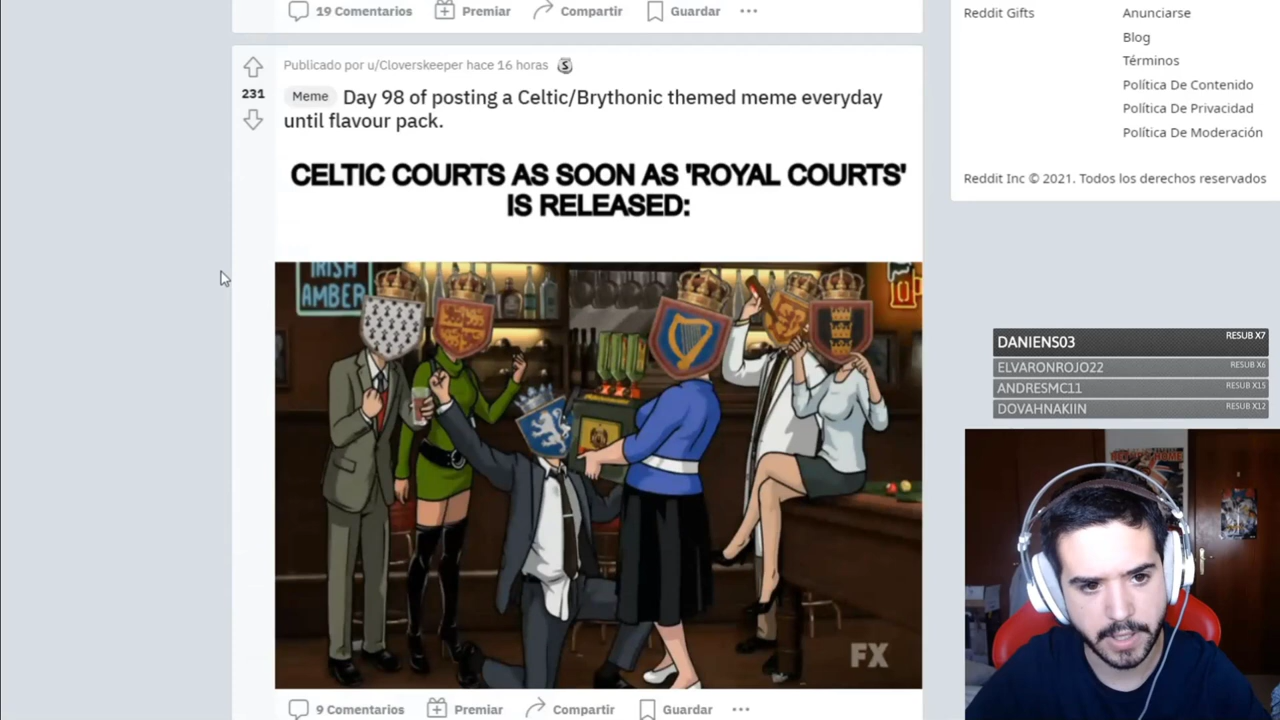 19 Comentarios Premiar Compartir Guardar
Reddit Gifts
Anunciarse
Blog
Términos
Política De Contenido
Política De Privacidad
Política De Moderación
Reddit Inc © 2021. Todos los derechos reservados
Publicado por u/Cloverskeeper hace 16 horas
231
Meme Day 98 of posting a Celtic/Brythonic themed meme everyday
until flavour pack.
CELTIC COURTS AS SOON AS 'ROYAL COURTS'
IS RELEASED:
IRISH
AMBER
FX
9 Comentarios Premiar Compartir Guardar
DANIENS03 RESUB X7
ELVARONROJO22 RESUB X6
ANDRESMC11 RESUB X15
DOVAHNAKIIN RESUB X12